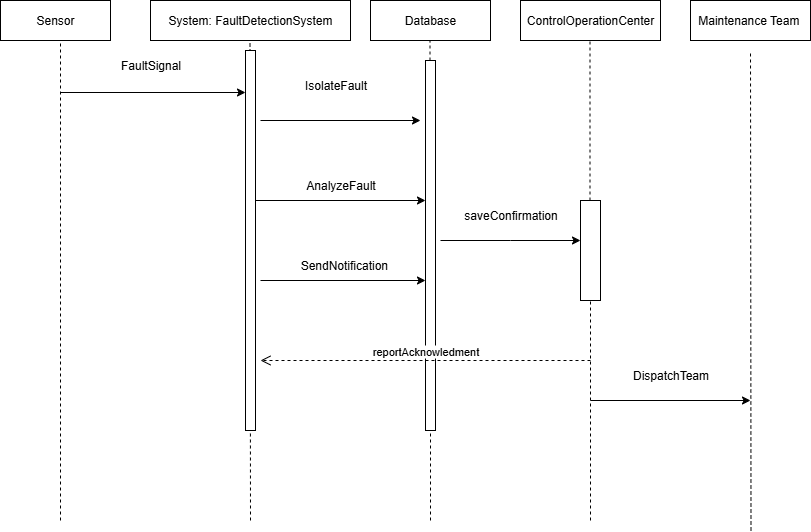 Sensor
System: FaultDetectionSystem
Database
ControlOperationCenter
Maintenance Team
FaultSignal
IsolateFault
AnalyzeFault
saveConfirmation
SendNotification
reportAcknowledment
DispatchTeam